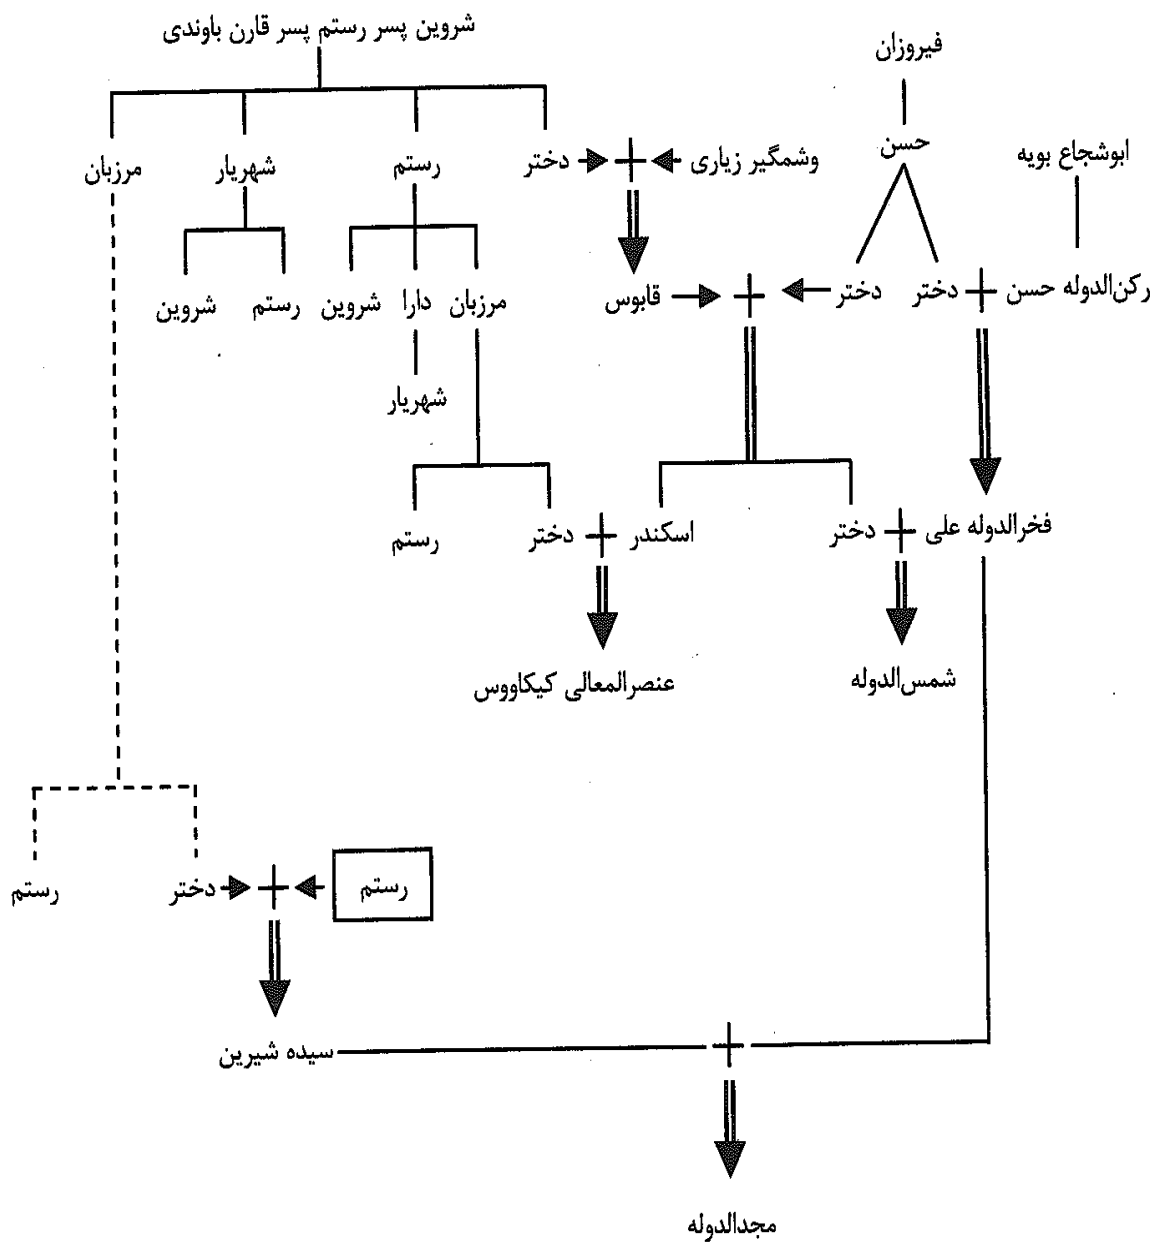 شروین پسر رستم پسر قارن باوندی
فیروزان
حسن
ابوشجاع بویه
وشمگیر زیاری
دختر
رستم
شهریار
مرزبان
رکن‌الدوله حسن
دختر
دختر
قابوس
مرزبان
دارا
شروین
رستم
شروین
شهریار
فخرالدوله علی
دختر
اسکندر
دختر
رستم
شمس‌الدوله
عنصرالمعالی کیکاووس
رستم
دختر
رستم
سیده شیرین
مجدالدوله